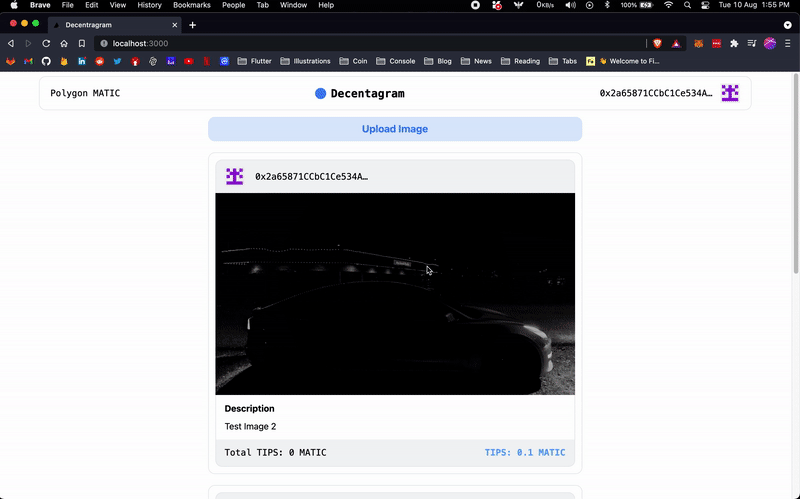 Brave File Edit View History Bookmarks People Tab Window Help 0KB/s 100% Tue 10 Aug 1:55 PM
Decentagram
localhost:3000
Flutter Illustrations Coin Console Blog News Reading Tabs Fe Welcome to Fi...
Polygon MATIC Decentagram 0x2a65871CCbC1Ce534A…
Upload Image
0x2a65871CCbC1Ce534A…
Description
Test Image 2
Total TIPS: 0 MATIC TIPS: 0.1 MATIC